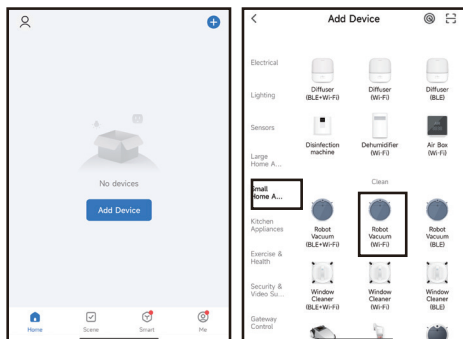 No devices
Add Device
Home
Scene
Smart
Me
Add Device
Electrical
Lighting
Sensors
Large
Home A...
Small
Home A...
Kitchen
Appliances
Exercise &
Health
Security &
Video Su...
Gateway
Control
Diffuser
(BLE+Wi-Fi)
Diffuser
(Wi-Fi)
Diffuser
(BLE)
Disinfection
machine
Dehumidifier
(Wi-Fi)
Air Box
(Wi-Fi)
Clean
Robot
Vacuum
(BLE+Wi-Fi)
Robot
Vacuum
(Wi-Fi)
Robot
Vacuum
(BLE)
Window
Cleaner
(BLE+Wi-Fi)
Window
Cleaner
(Wi-Fi)
Window
Cleaner
(BLE)